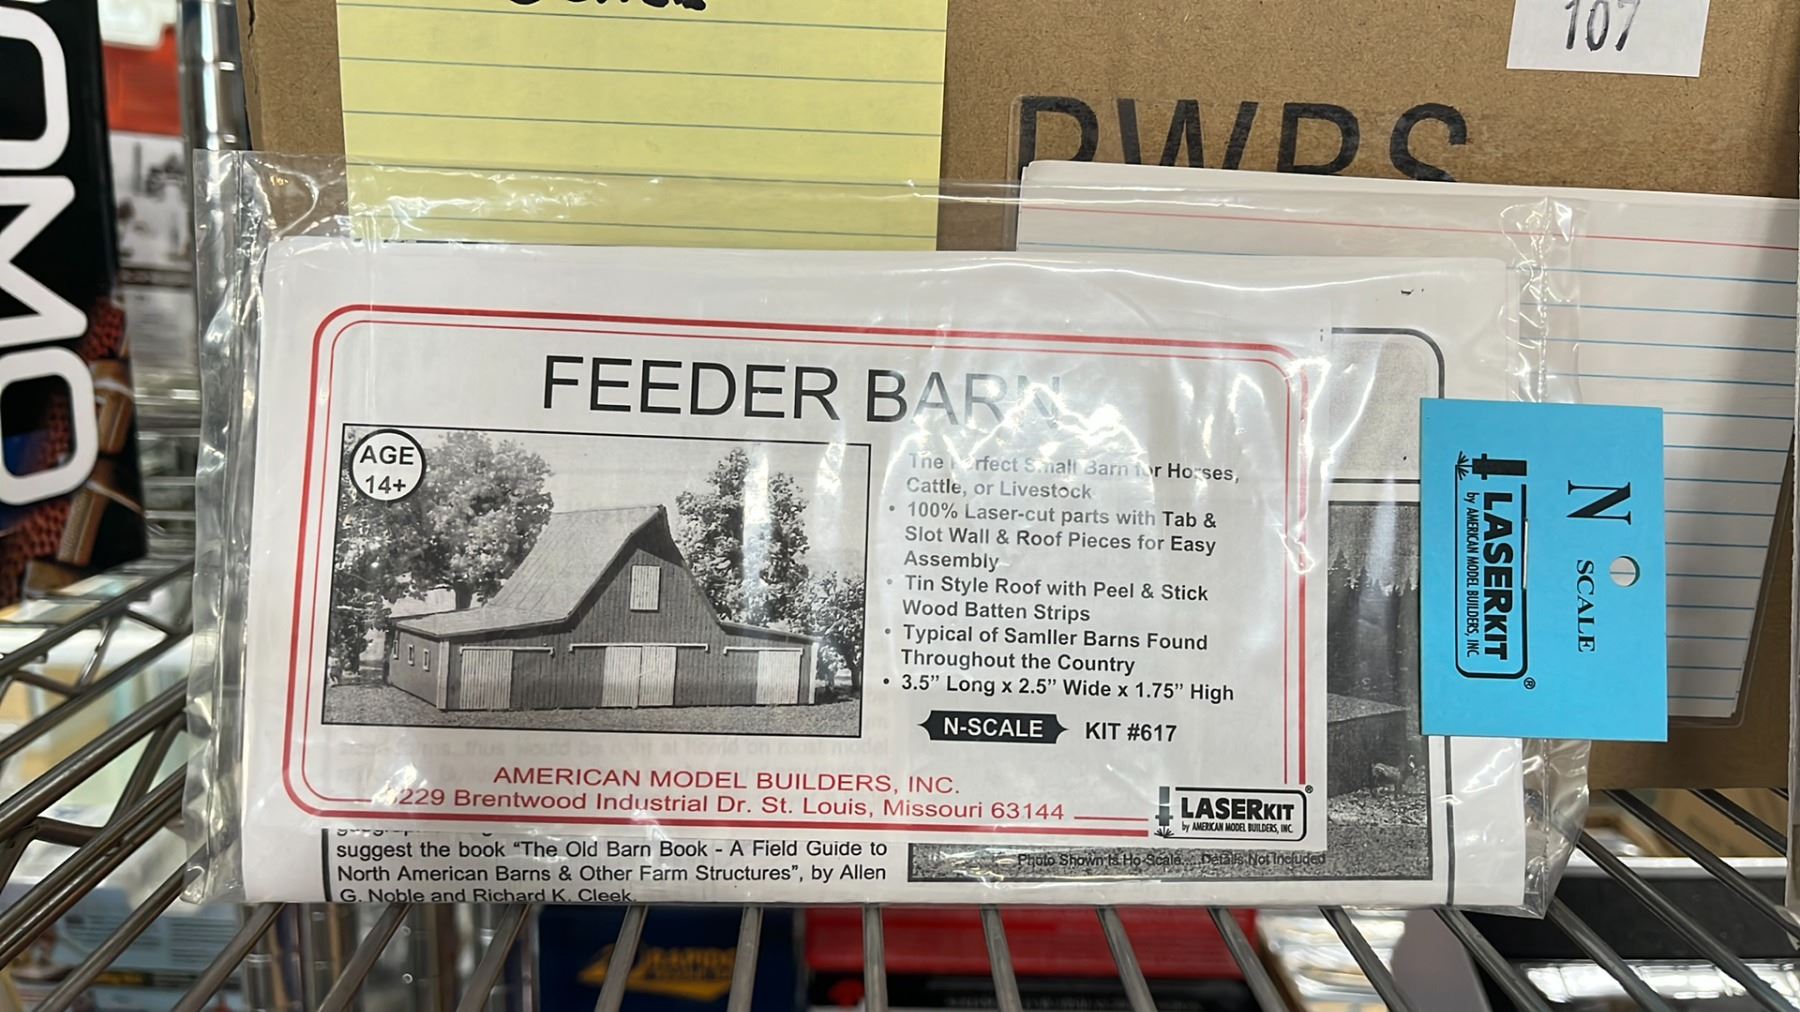 107
FEEDER BARN
AGE
14+
The Perfect Small Barn for Horses,
Cattle, or Livestock
• 100% Laser-cut parts with Tab &
Slot Wall & Roof Pieces for Easy
Assembly
• Tin Style Roof with Peel & Stick
Wood Batten Strips
• Typical of Samller Barns Found
Throughout the Country
• 3.5” Long x 2.5” Wide x 1.75” High
N-SCALE KIT #617
AMERICAN MODEL BUILDERS, INC.
229 Brentwood Industrial Dr. St. Louis, Missouri 63144
LASERKIT®
by AMERICAN MODEL BUILDERS, INC.
suggest the book “The Old Barn Book - A Field Guide to
North American Barns & Other Farm Structures”, by Allen
G. Noble and Richard K. Cleek.
Photo Shown Is Ho-Scale.....Details Not Included
N
SCALE
LASERKIT®
by AMERICAN MODEL BUILDERS, INC.